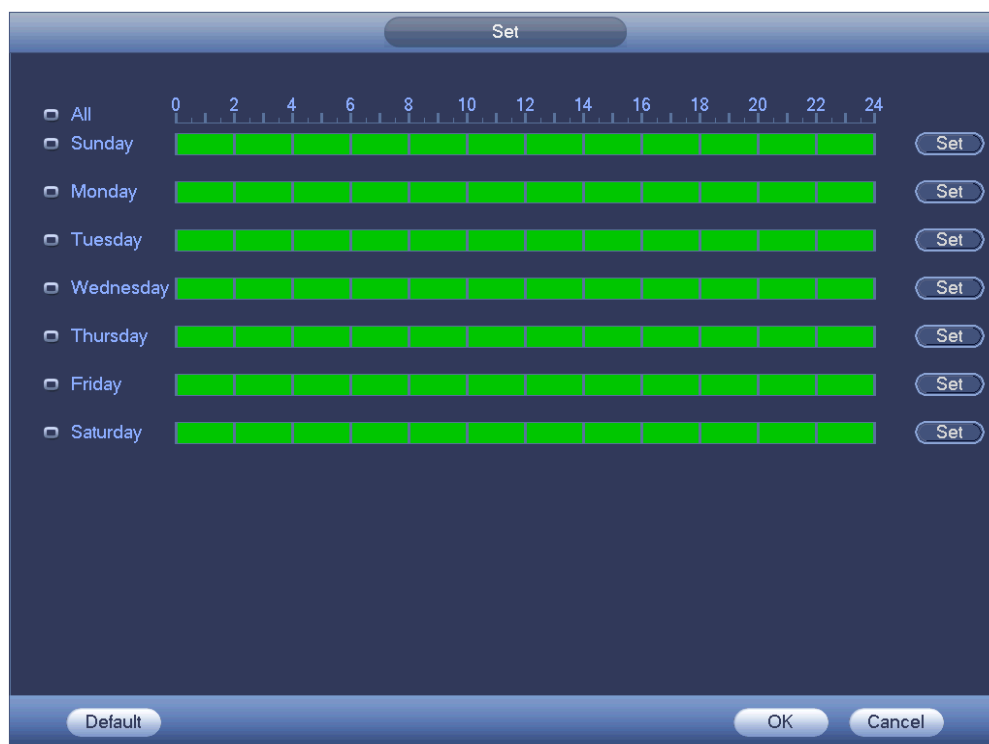 Set
All 0 2 4 6 8 10 12 14 16 18 20 22 24
Sunday Set
Monday Set
Tuesday Set
Wednesday Set
Thursday Set
Friday Set
Saturday Set
Default OK Cancel